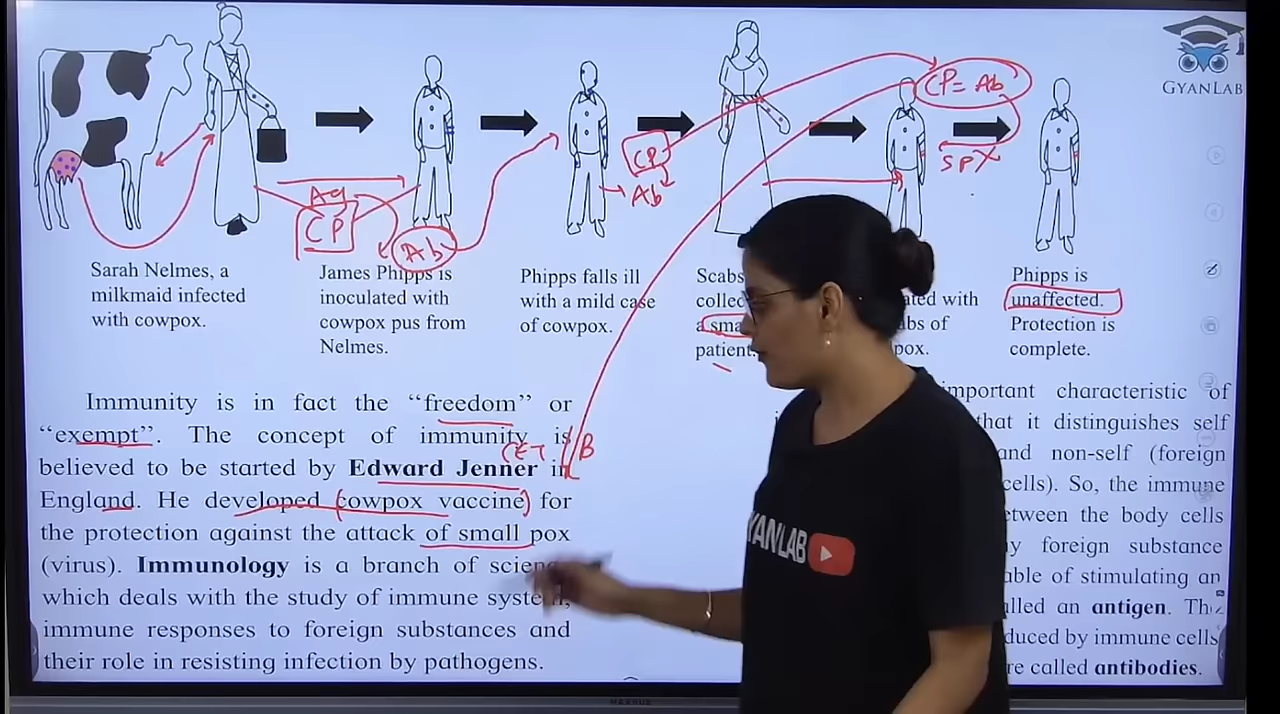 GYANLAB
CP = Ab
SPX
CP
Ab
Ag
CP
Ab
Sarah Nelmes, a
milkmaid infected
with cowpox.
James Phipps is
inoculated with
cowpox pus from
Nelmes.
Phipps falls ill
with a mild case
of cowpox.
Scabs
collec
a sma
patient.
ated with
abs of
pox.
Phipps is
unaffected.
Protection is
complete.
Immunity is in fact the “freedom” or
“exempt”. The concept of immunity is
believed to be started by Edward Jenner in
England. He developed cowpox vaccine for
the protection against the attack of small pox
(virus). Immunology is a branch of scien
which deals with the study of immune system,
immune responses to foreign substances and
their role in resisting infection by pathogens.
CET
B
important characteristic of
that it distinguishes self
and non-self (foreign
cells). So, the immune
etween the body cells
y foreign substance
able of stimulating an
lled an antigen. The
duced by immune cells
re called antibodies.
GYANLAB
MAXHUB